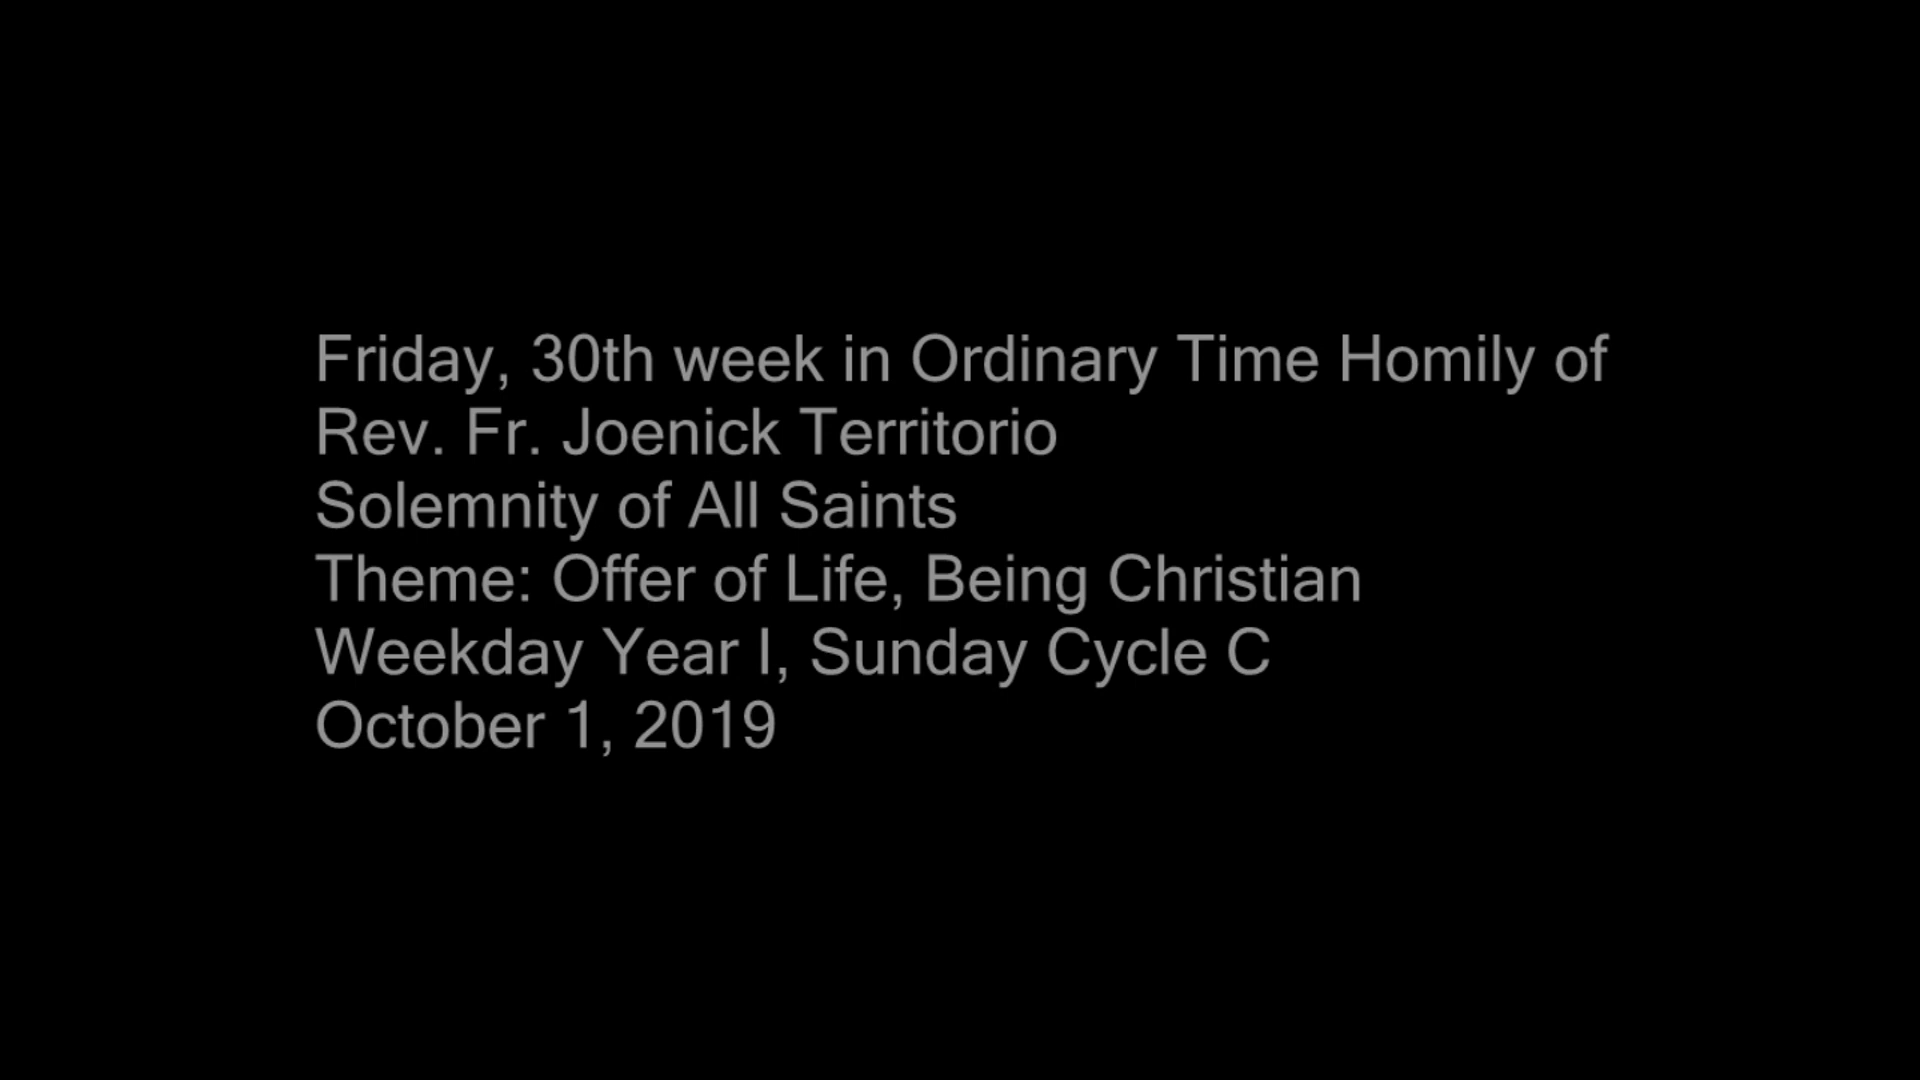 Friday, 30th week in Ordinary Time Homily of
Rev. Fr. Joenick Territorio
Solemnity of All Saints
Theme: Offer of Life, Being Christian
Weekday Year I, Sunday Cycle C
October 1, 2019